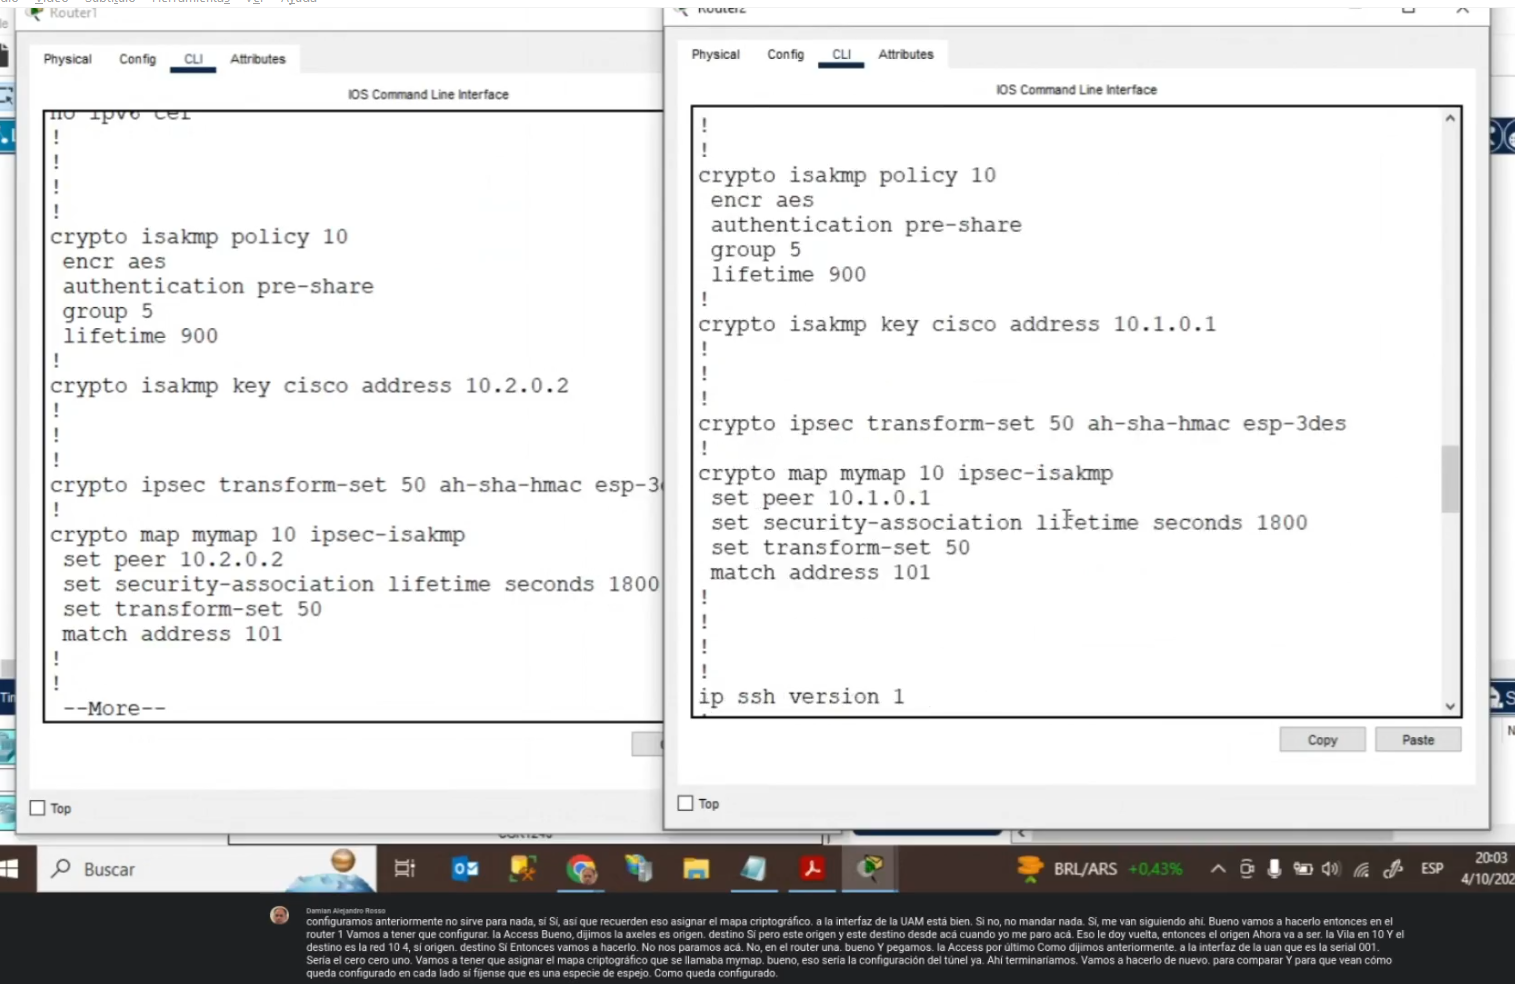 Router1
Physical Config CLI Attributes
IOS Command Line Interface
!
!
!
!
crypto isakmp policy 10
encr aes
authentication pre-share
group 5
lifetime 900
!
crypto isakmp key cisco address 10.2.0.2
!
!
!
crypto ipsec transform-set 50 ah-sha-hmac
!
crypto map mymap 10 ipsec-isakmp
set peer 10.2.0.2
set security-association lifetime seconds 1800
set transform-set 50
match address 101
!
!
--More--
Top
Router2
Physical Config CLI Attributes
IOS Command Line Interface
!
!
crypto isakmp policy 10
encr aes
authentication pre-share
group 5
lifetime 900
!
crypto isakmp key cisco address 10.1.0.1
!
!
!
crypto ipsec transform-set 50 ah-sha-hmac esp-3des
!
crypto map mymap 10 ipsec-isakmp
set peer 10.1.0.1
set security-association lifetime seconds 1800
set transform-set 50
match address 101
!
!
!
!
ip ssh version 1
Copy Paste
Top
Buscar
BRL/ARS +0,43%
ESP
20:03
Damian Alejandro Rosso
configuramos anteriormente no sirve para nada, sí Sí, así que recuerden eso asignar el mapa criptográfico. a la interfaz de la UAM está bien. Si no, no mandar nada. Sí, me van siguiendo ahí. Bueno vamos a hacerlo entonces en el
router 1 Vamos a tener que configurar. la Access Bueno, dijimos la axeles es origen. destino Sí pero este origen y este destino desde acá cuando yo me paro acá. Eso le doy vuelta, entonces el origen Ahora va a ser. la Vila en 10 Y el
destino es la red 10 4, sí origen. destino Sí Entonces vamos a hacerlo. No nos paramos acá. No, en el router una. bueno Y pegamos. la Access por último Como dijimos anteriormente. a la interfaz de la uan que es la serial 001.
Sería el cero cero uno. Vamos a tener que asignar el mapa criptográfico que se llamaba mymap. bueno, eso sería la configuración del túnel ya. Ahí terminaríamos. Vamos a hacerlo de nuevo. para comparar Y para que vean cómo
queda configurado en cada lado sí fíjense que es una especie de espejo. Como queda configurado.